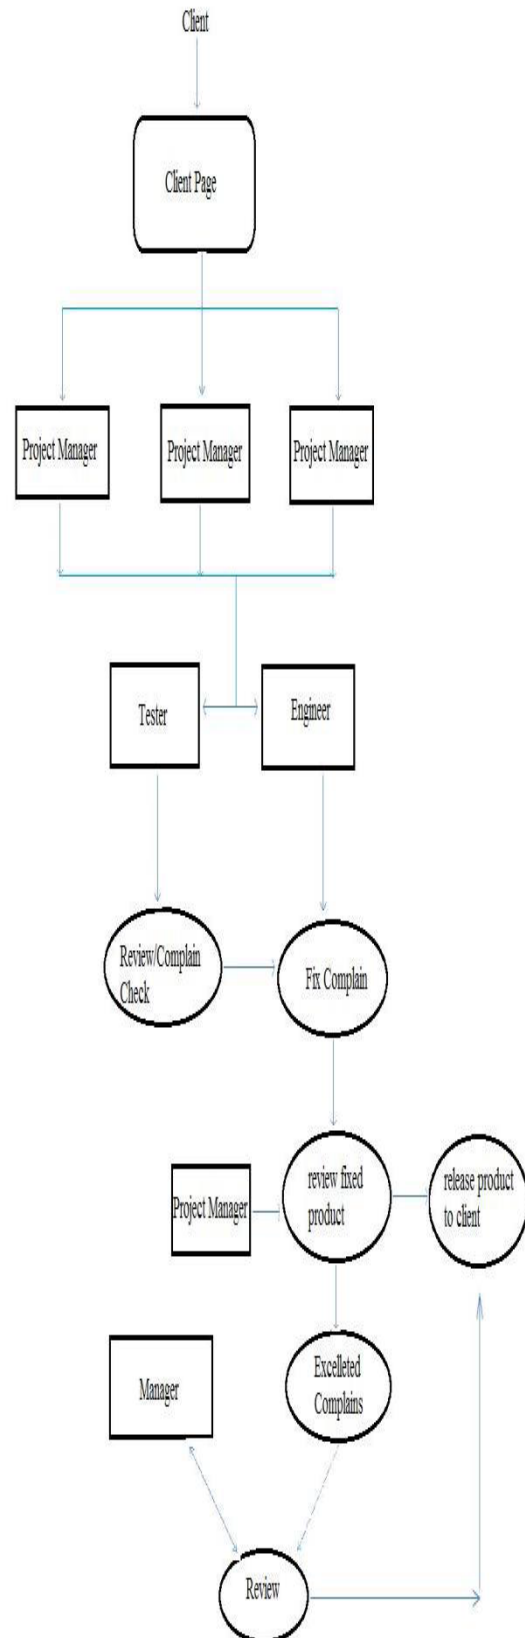 Client
Client Page
Project Manager
Project Manager
Project Manager
Tester
Engineer
Review/Complain
Check
Fix Complain
review fixed
product
release product
to client
Project Manager
Manager
Excelleted
Complains
Review